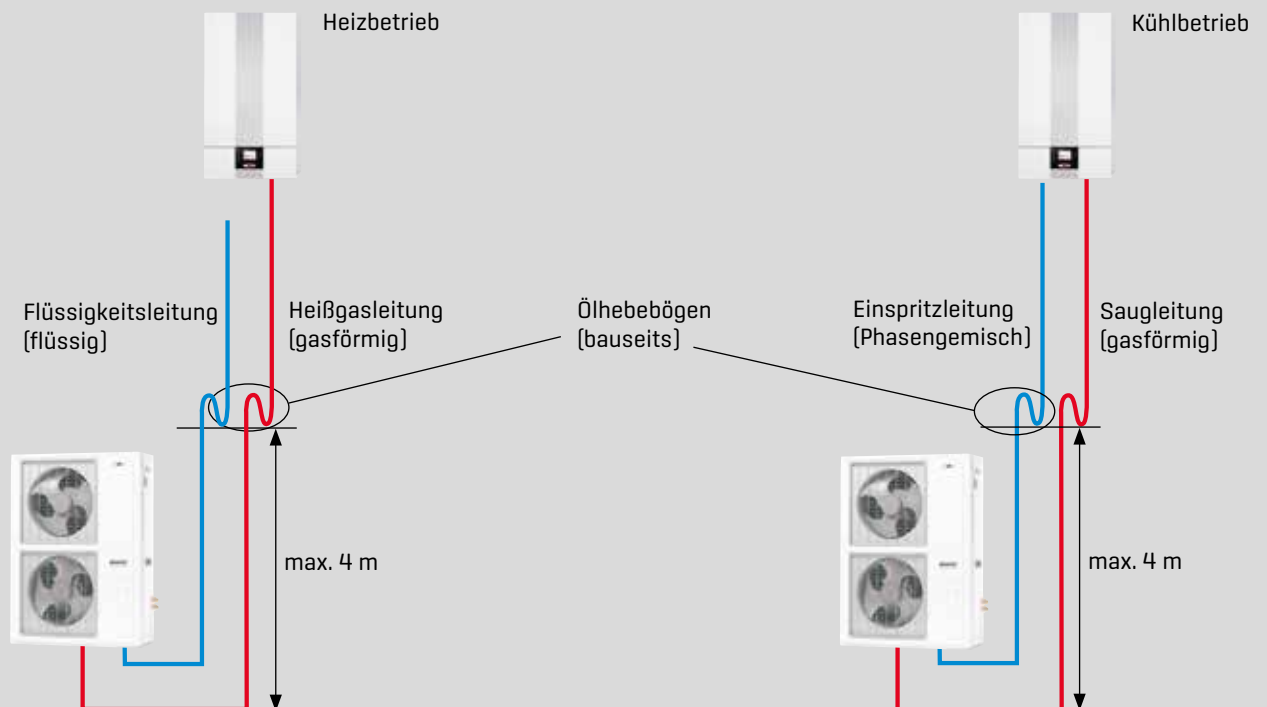 Heizbetrieb
Kühlbetrieb
Flüssigkeitsleitung
(flüssig)
Heißgasleitung
(gasförmig)
Ölhebebögen
(bauseits)
Einspritzleitung
(Phasengemisch)
Saugleitung
(gasförmig)
max. 4 m
max. 4 m